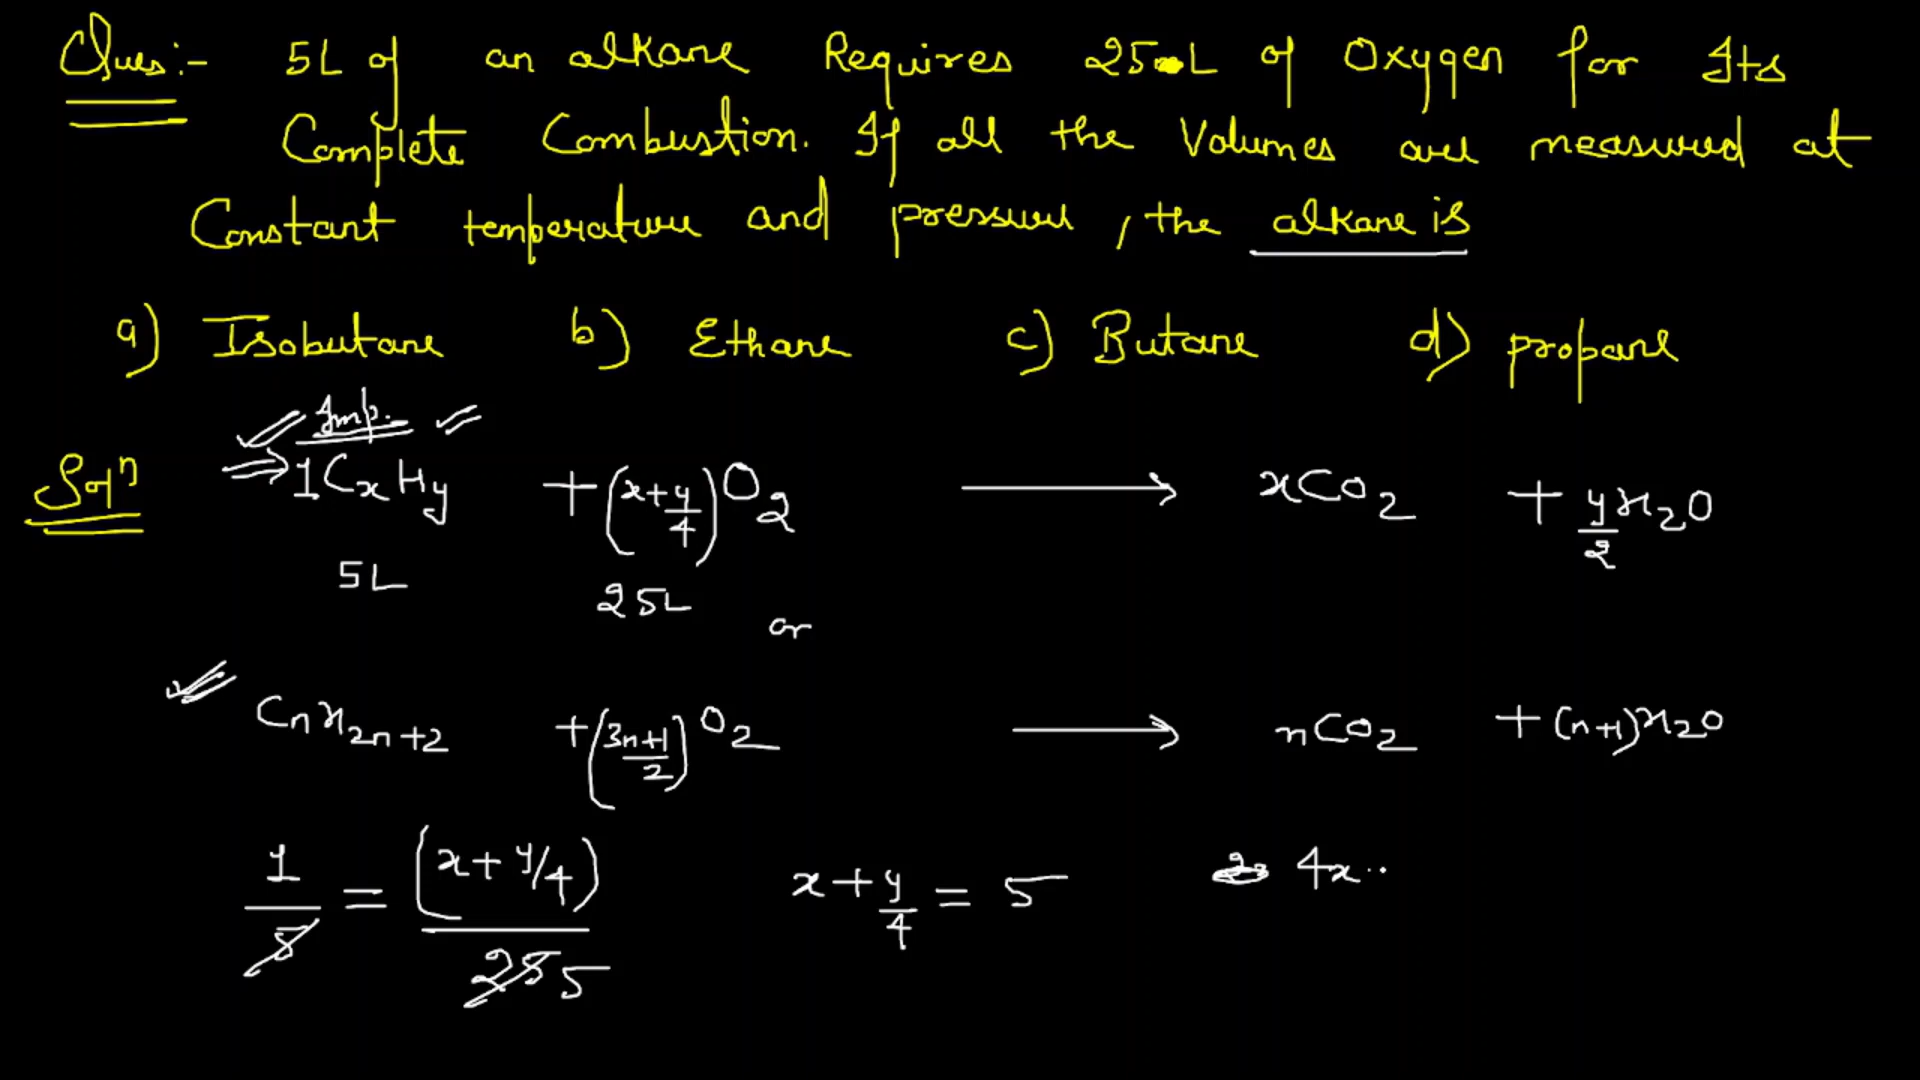 Ques:- 5L of an alkane Requires 25 L of Oxygen for Its
Complete Combustion. If all the Volumes are measured at
Constant temperature and pressure, the alkane is
a) Isobutane b) Ethane c) Butane d) propane
Imp.
Solⁿ ⇒ 1CxHy + (x+y/4)O2 → xCO2 + y/2 H2O
5L 25L
or
CnH2n+2 + (3n+1/2)O2 → nCO2 + (n+1)H2O
1/5 = (x+y/4)/25 5 x+y/4 = 5 4x..